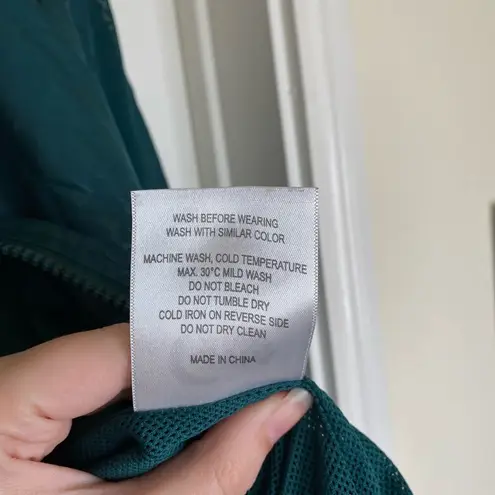 WASH BEFORE WEARING
WASH WITH SIMILAR COLOR
MACHINE WASH, COLD TEMPERATURE
MAX. 30°C MILD WASH
DO NOT BLEACH
DO NOT TUMBLE DRY
COLD IRON ON REVERSE SIDE
DO NOT DRY CLEAN
MADE IN CHINA